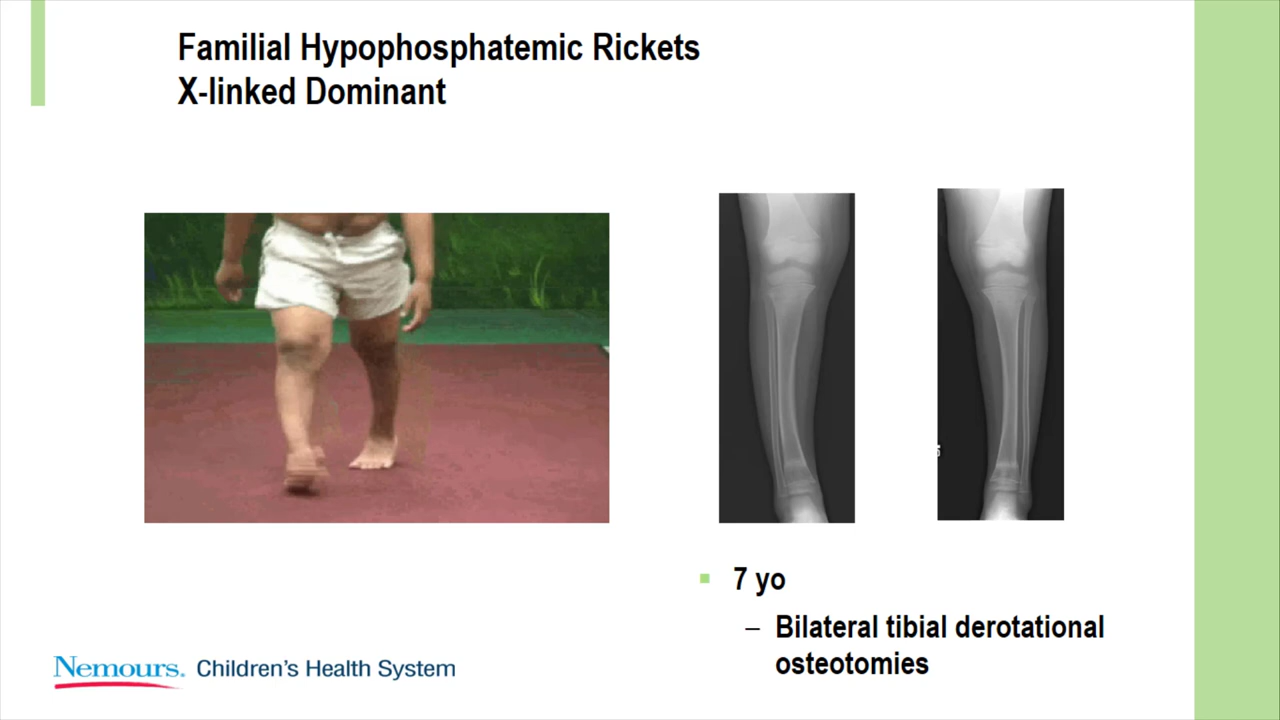 Familial Hypophosphatemic Rickets
X-linked Dominant
7 yo
– Bilateral tibial derotational
osteotomies
Nemours. Children's Health System